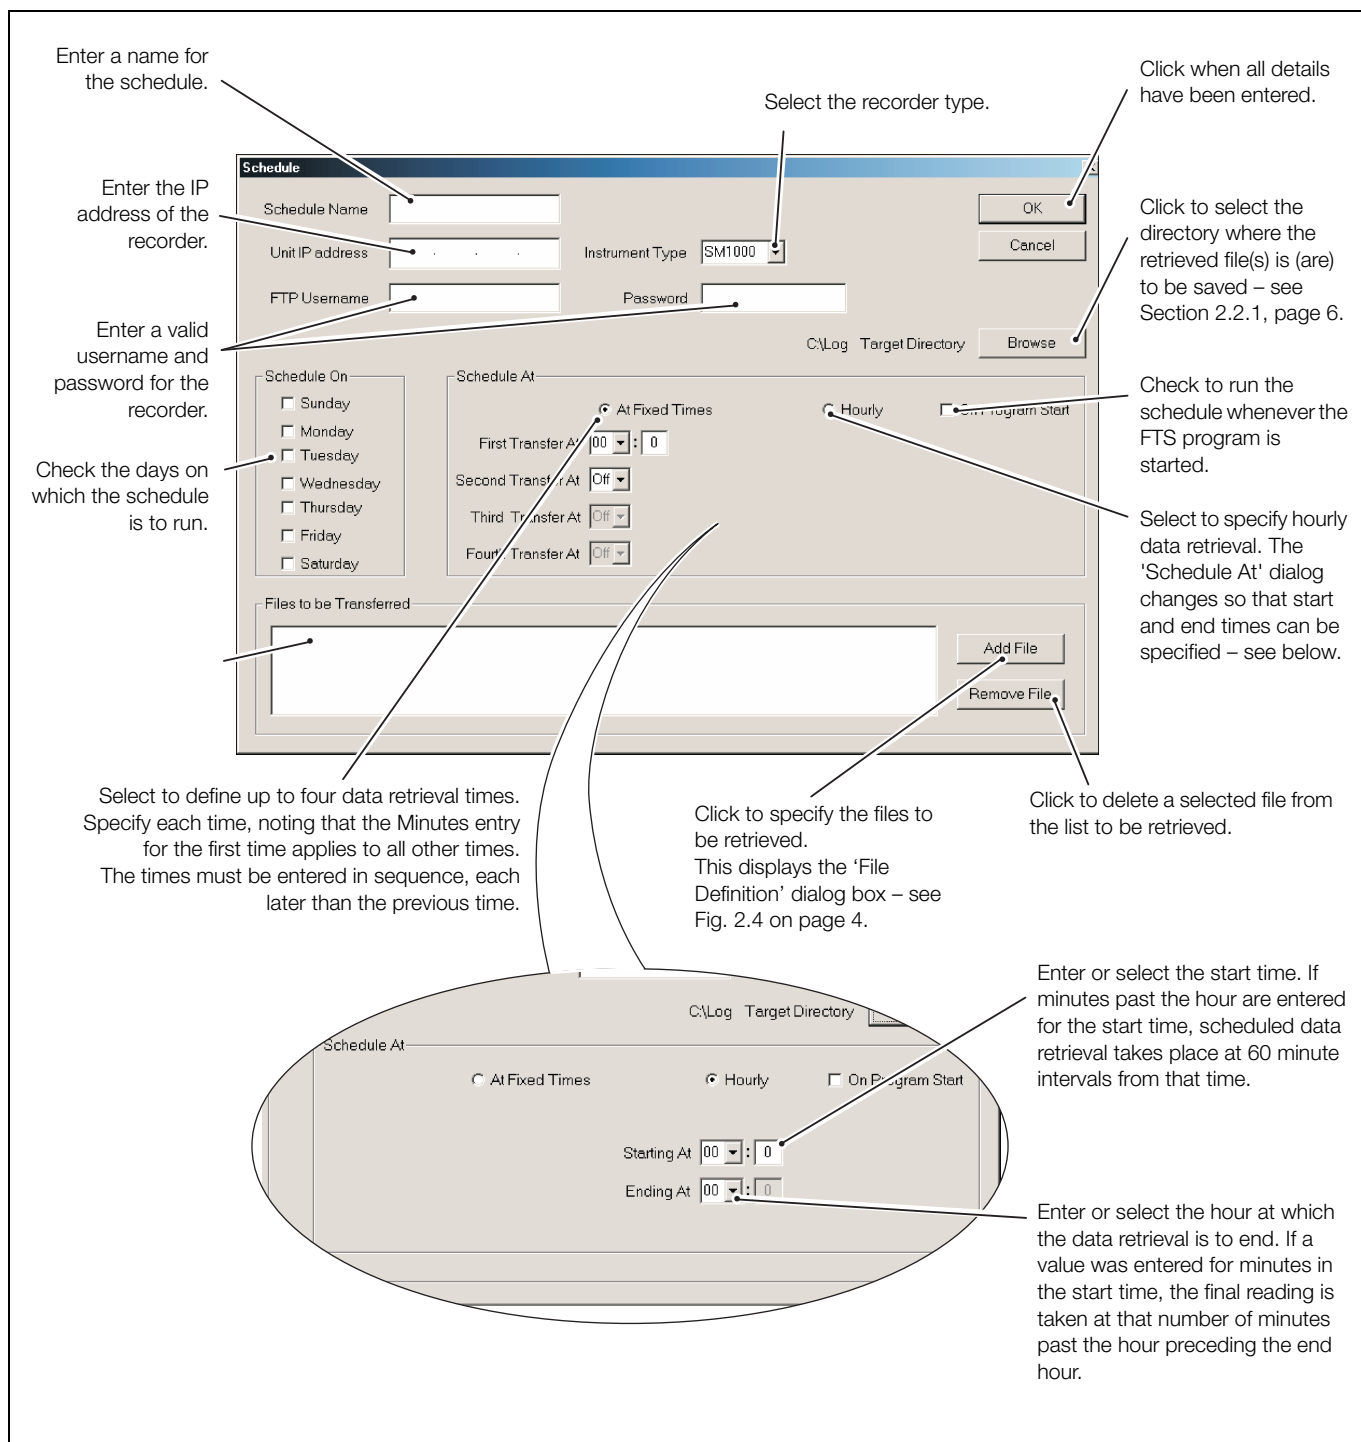 Enter a name for
the schedule.
Select the recorder type.
Click when all details
have been entered.
Schedule
Enter the IP
address of the
recorder.
Schedule Name
OK
Click to select the
directory where the
retrieved file(s) is (are)
to be saved – see
Section 2.2.1, page 6.
Unit IP address . . .
Instrument Type SM1000
Cancel
FTP Username
Password
Enter a valid
username and
password for the
recorder.
C:\Log Target Directory Browse
Schedule On
Sunday
Monday
Tuesday
Wednesday
Thursday
Friday
Saturday
Check the days on
which the schedule
is to run.
Schedule At
At Fixed Times
Hourly
On Program Start
First Transfer At 00 : 0
Second Transfer At Off
Third Transfer At Off
Fourth Transfer At Off
Check to run the
schedule whenever the
FTS program is
started.
Select to specify hourly
data retrieval. The
'Schedule At' dialog
changes so that start
and end times can be
specified – see below.
Files to be Transferred
Add File
Remove File
Select to define up to four data retrieval times.
Specify each time, noting that the Minutes entry
for the first time applies to all other times.
The times must be entered in sequence, each
later than the previous time.
Click to specify the files to
be retrieved.
This displays the ‘File
Definition’ dialog box – see
Fig. 2.4 on page 4.
Click to delete a selected file from
the list to be retrieved.
C:\Log Target Directory
Schedule At
At Fixed Times
Hourly
On Program Start
Starting At 00 : 0
Ending At 00 : 0
Enter or select the start time. If
minutes past the hour are entered
for the start time, scheduled data
retrieval takes place at 60 minute
intervals from that time.
Enter or select the hour at which
the data retrieval is to end. If a
value was entered for minutes in
the start time, the final reading is
taken at that number of minutes
past the hour preceding the end
hour.